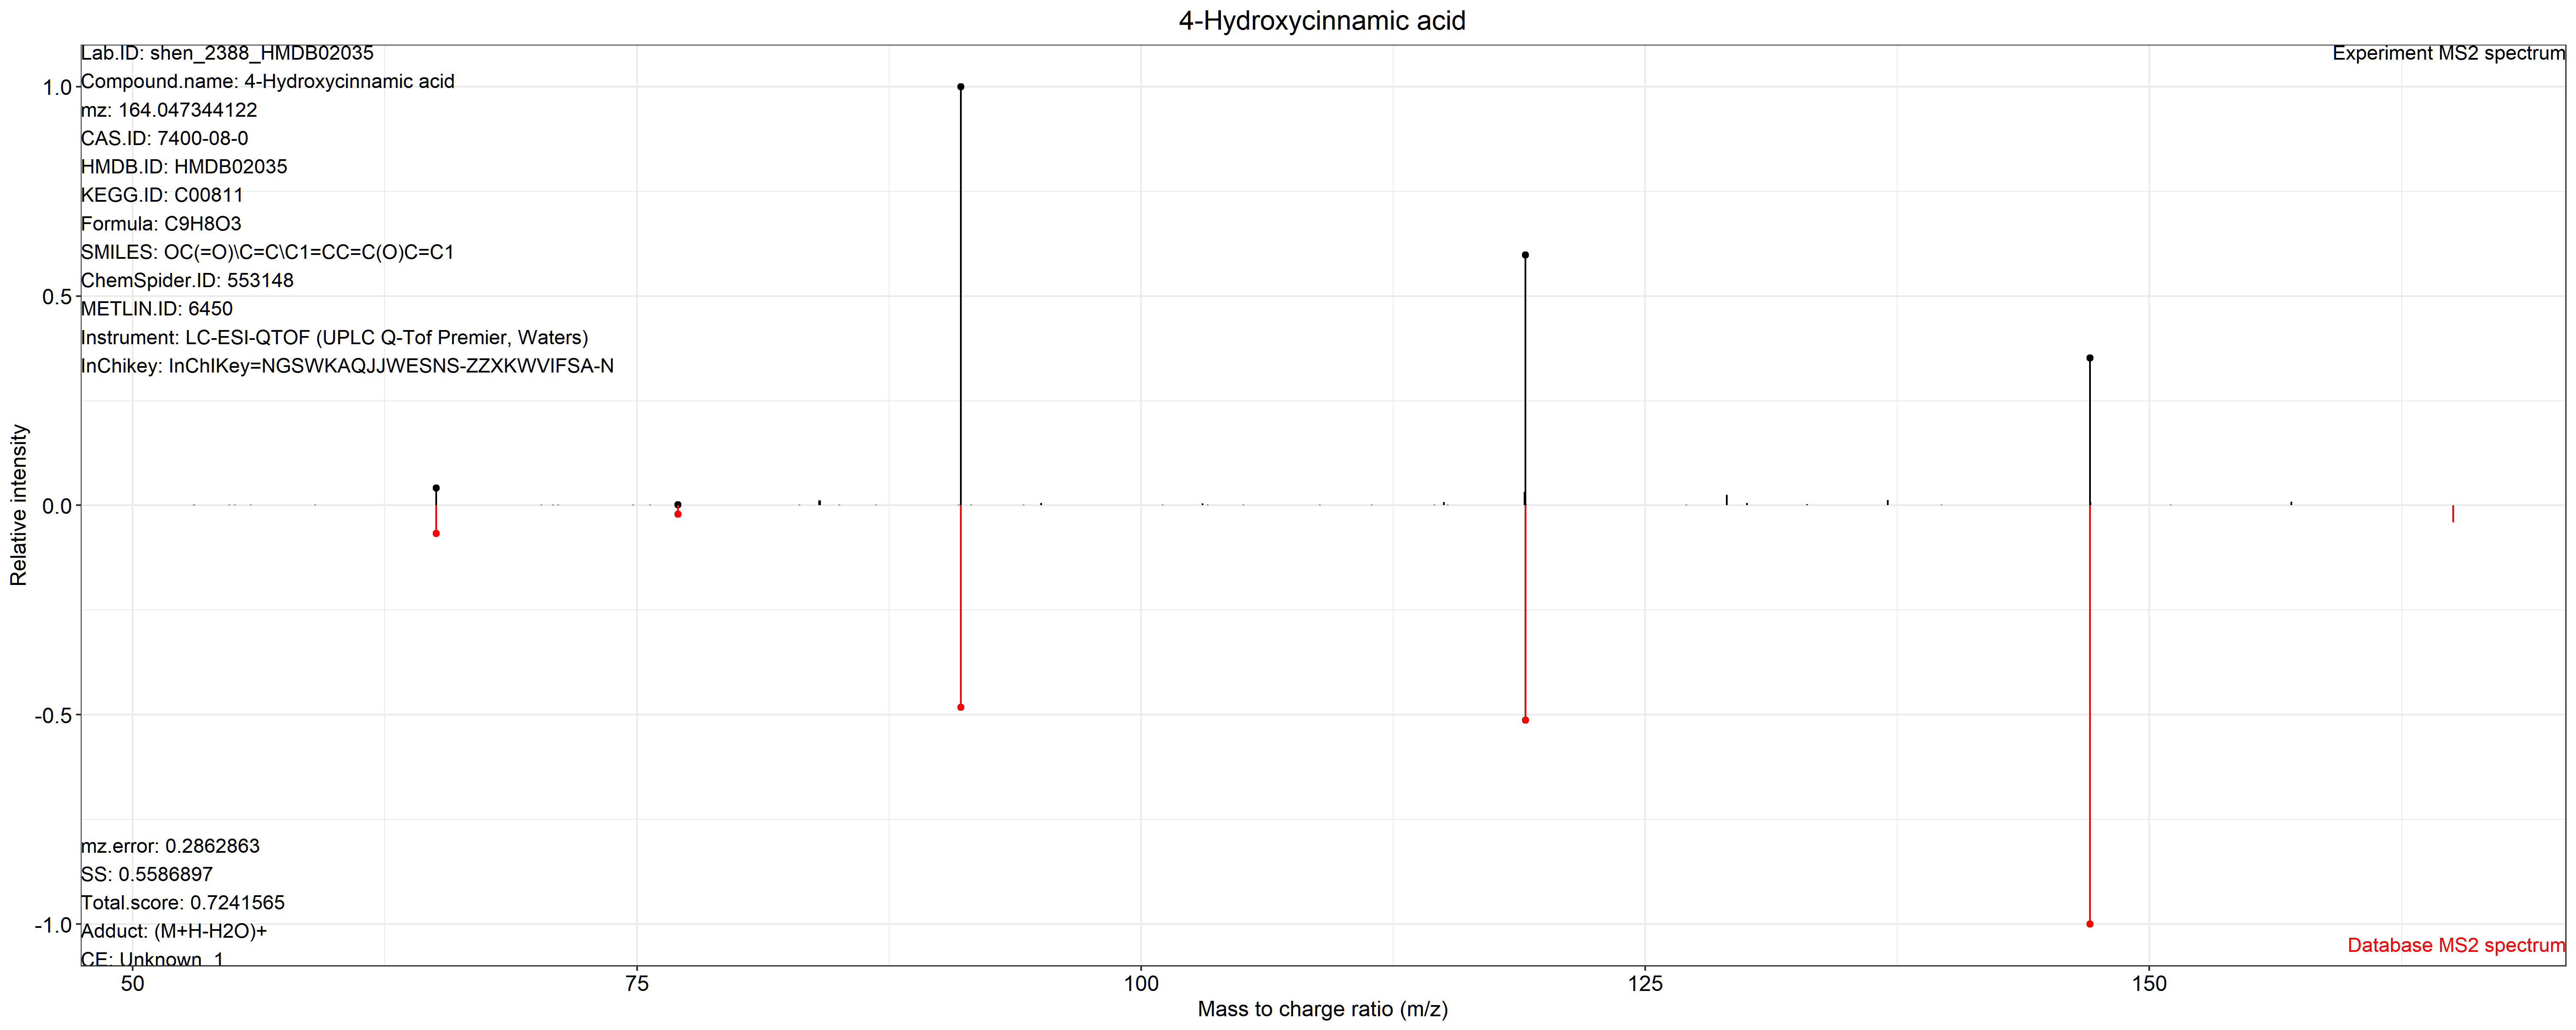 4-Hydroxycinnamic acid
Lab.ID: shen_2388_HMDB02035
Experiment MS2 spectrum
Compound.name: 4-Hydroxycinnamic acid
mz: 164.047344122
CAS.ID: 7400-08-0
HMDB.ID: HMDB02035
KEGG.ID: C00811
Formula: C9H8O3
SMILES: OC(=O)\C=C\C1=CC=C(O)C=C1
ChemSpider.ID: 553148
METLIN.ID: 6450
Instrument: LC-ESI-QTOF (UPLC Q-Tof Premier, Waters)
InChikey: InChIKey=NGSWKAQJJWESNS-ZZXKWVIFSA-N
1.0
0.5
0.0
-0.5
-1.0
Relative intensity
mz.error: 0.2862863
SS: 0.5586897
Total.score: 0.7241565
Adduct: (M+H-H2O)+
CE: Unknown_1
Database MS2 spectrum
50
75
100
125
150
Mass to charge ratio (m/z)